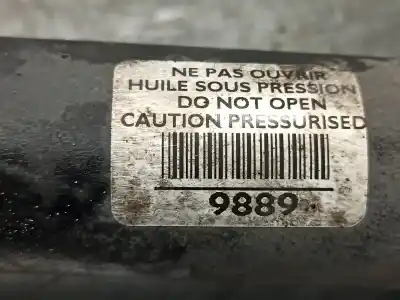 NE PAS OUVRIR
HUILE SOUS PRESSION
DO NOT OPEN
CAUTION PRESSURISED
9889